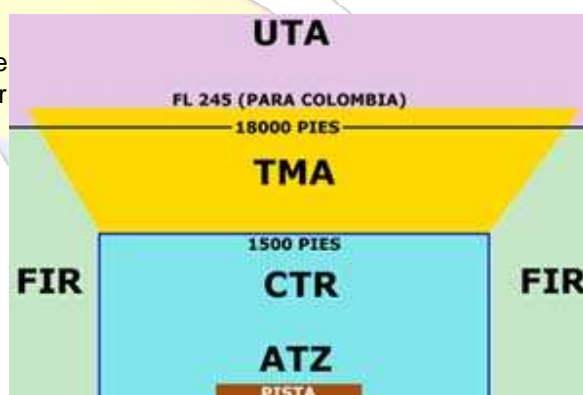 UTA
e
r
FL 245 (PARA COLOMBIA)
18000 PIES
TMA
1500 PIES
FIR CTR FIR
ATZ
PISTA